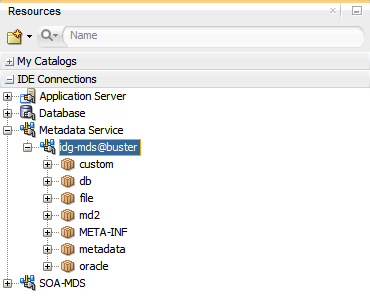 Resources
Name
My Catalogs
IDE Connections
Application Server
Database
Metadata Service
idg-mds@buster
custom
db
file
md2
META-INF
metadata
oracle
SOA-MDS